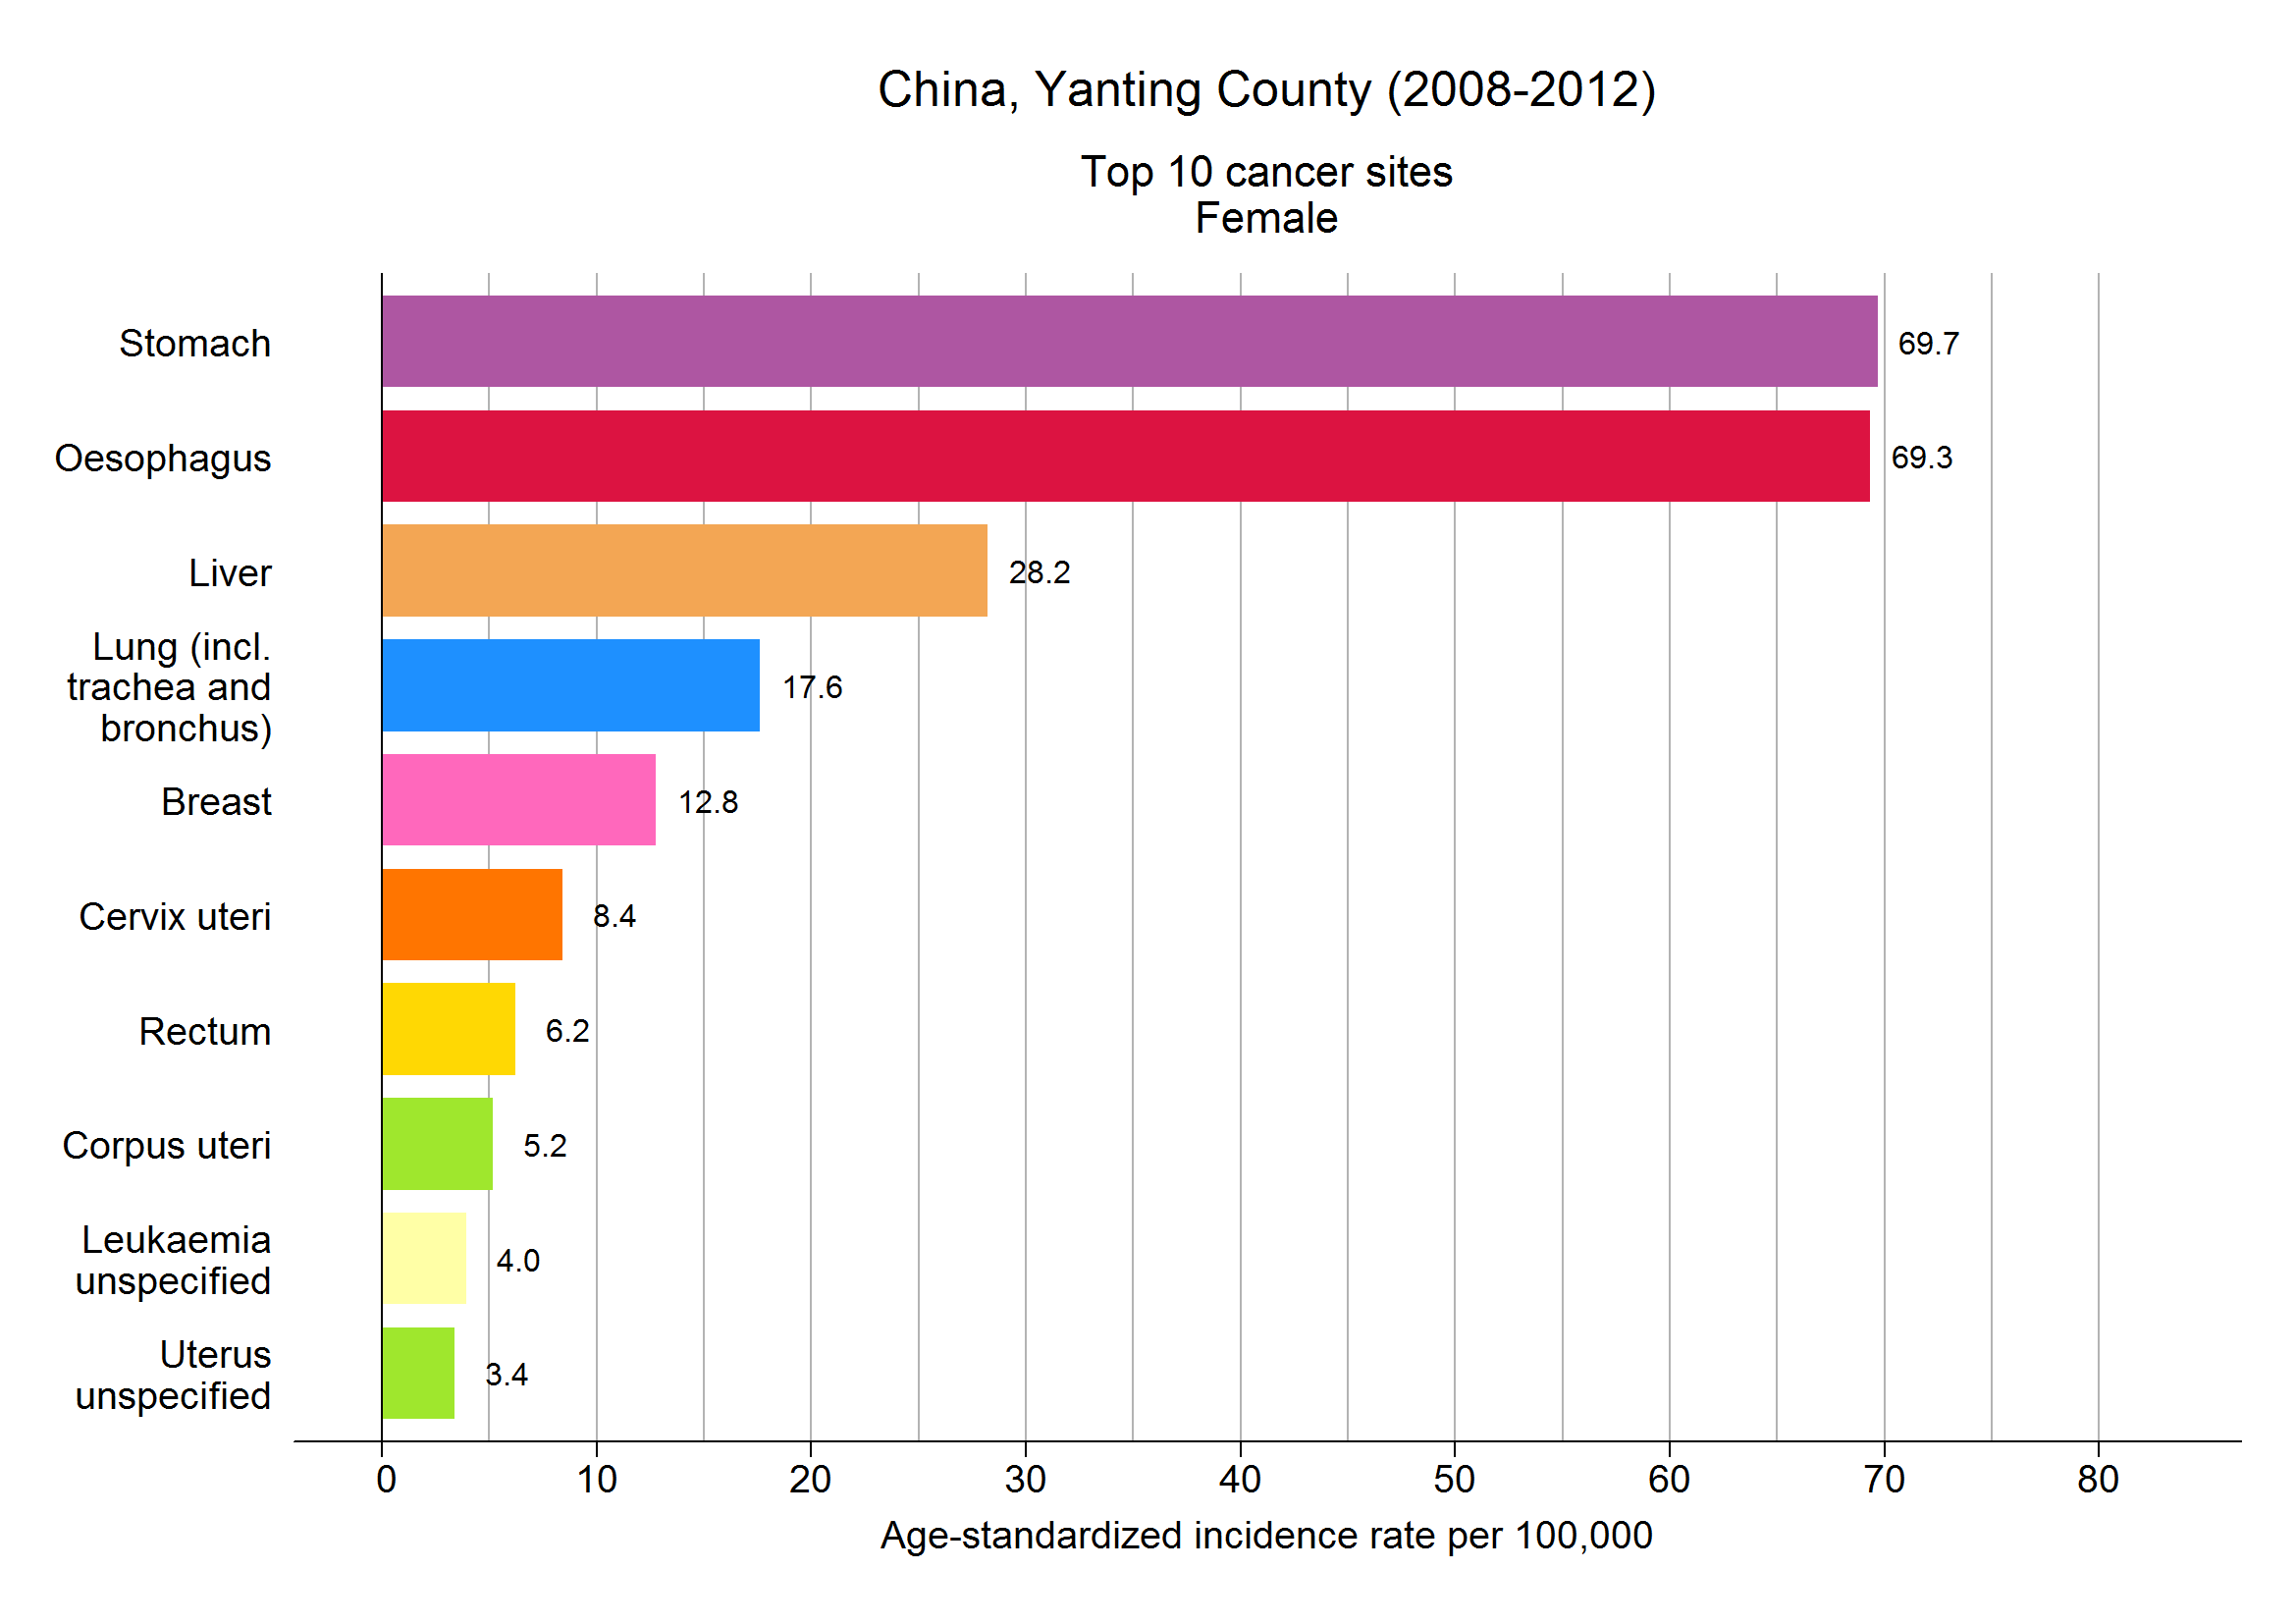 China, Yanting County (2008-2012)
Top 10 cancer sites
Female
Stomach
69.7
Oesophagus
69.3
Liver
28.2
Lung (incl.
trachea and
bronchus)
17.6
Breast
12.8
Cervix uteri
8.4
Rectum
6.2
Corpus uteri
5.2
Leukaemia
unspecified
4.0
Uterus
unspecified
3.4
0 10 20 30 40 50 60 70 80
Age-standardized incidence rate per 100,000